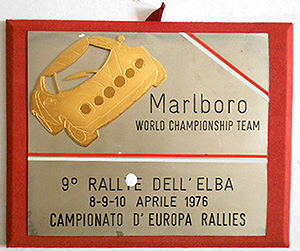 Marlboro
WORLD CHAMPIONSHIP TEAM
9° RALLYE DELL'ELBA
8-9-10 APRILE 1976
CAMPIONATO D'EUROPA RALLIES